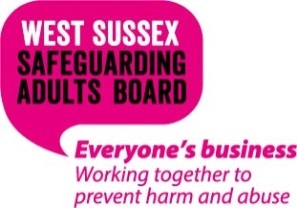 WEST SUSSEX
SAFEGUARDING
ADULTS BOARD
Everyone's business
Working together to
prevent harm and abuse